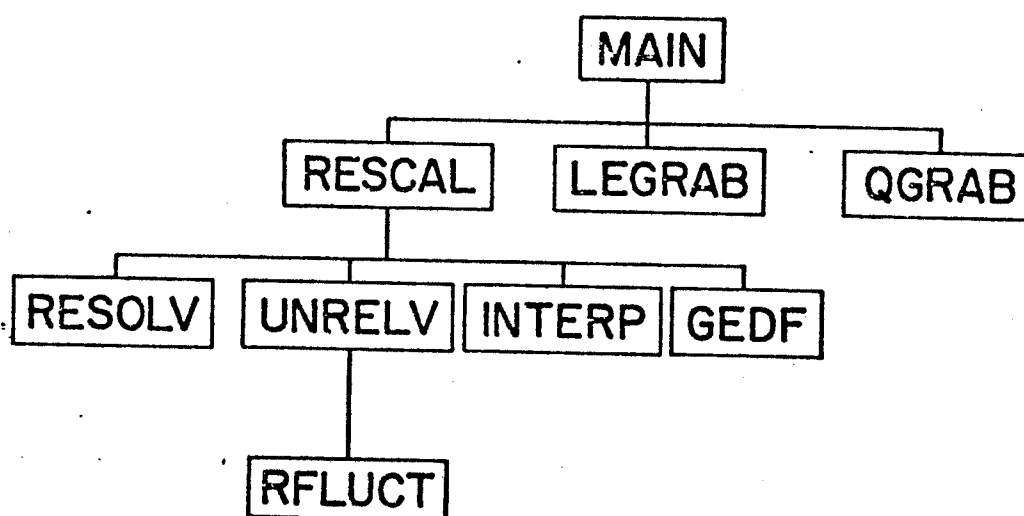 MAIN
RESCAL LEGRAB QGRAB
RESOLV UNRELV INTERP GEDF
RFLUCT